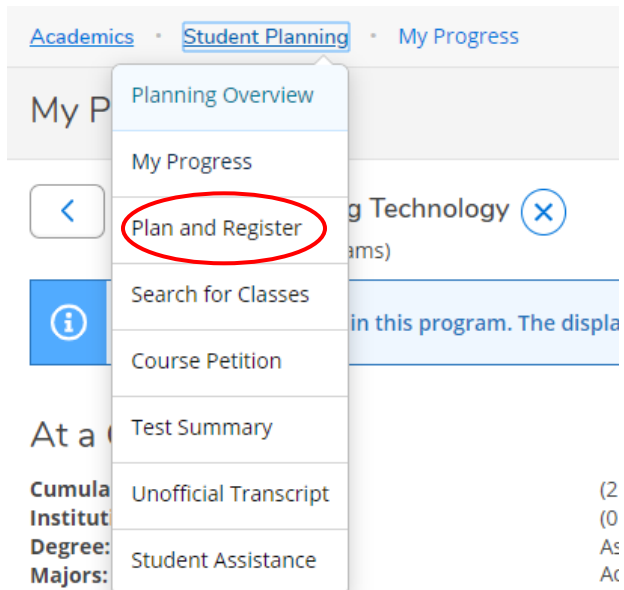 Academics • Student Planning • My Progress
Planning Overview
My P
My Progress
g Technology
Plan and Register
ams)
Search for Classes
in this program. The displa
Course Petition
At a
Test Summary
Cumula
Unofficial Transcript
(2
Institut
(0
Degree:
Student Assistance
As
Majors:
Ac